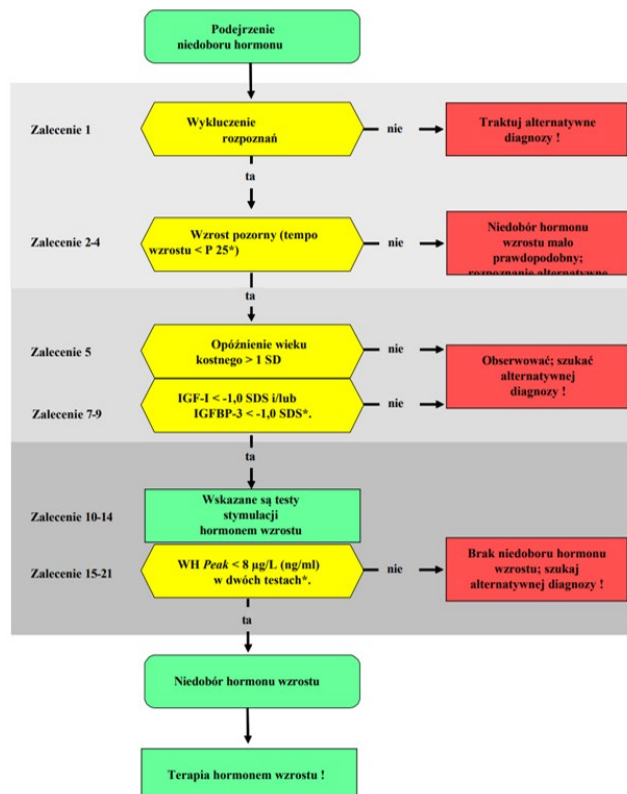 Podejrzenie
niedoboru hormonu
Zalecenie 1
Wykluczenie
rozpoznań
nie
Traktuj alternatywne
diagnozy !
ta
Zalecenie 2-4
Wzrost pozorny (tempo
wzrostu < P 25*)
nie
Niedobór hormonu
wzrostu mało
prawdopodobny;
rozpoznanie alternatywne
ta
Zalecenie 5
Opóźnienie wieku
kostnego > 1 SD
nie
Obserwować; szukać
alternatywnej
diagnozy !
Zalecenie 7-9
IGF-I < -1,0 SDS i/lub
IGFBP-3 < -1,0 SDS*.
nie
ta
Zalecenie 10-14
Wskazane są testy
stymulacji
hormonem wzrostu
Zalecenie 15-21
WH Peak < 8 µg/L (ng/ml)
w dwóch testach*.
nie
Brak niedoboru hormonu
wzrostu; szukaj
alternatywnej diagnozy !
ta
Niedobór hormonu wzrostu
Terapia hormonem wzrostu !